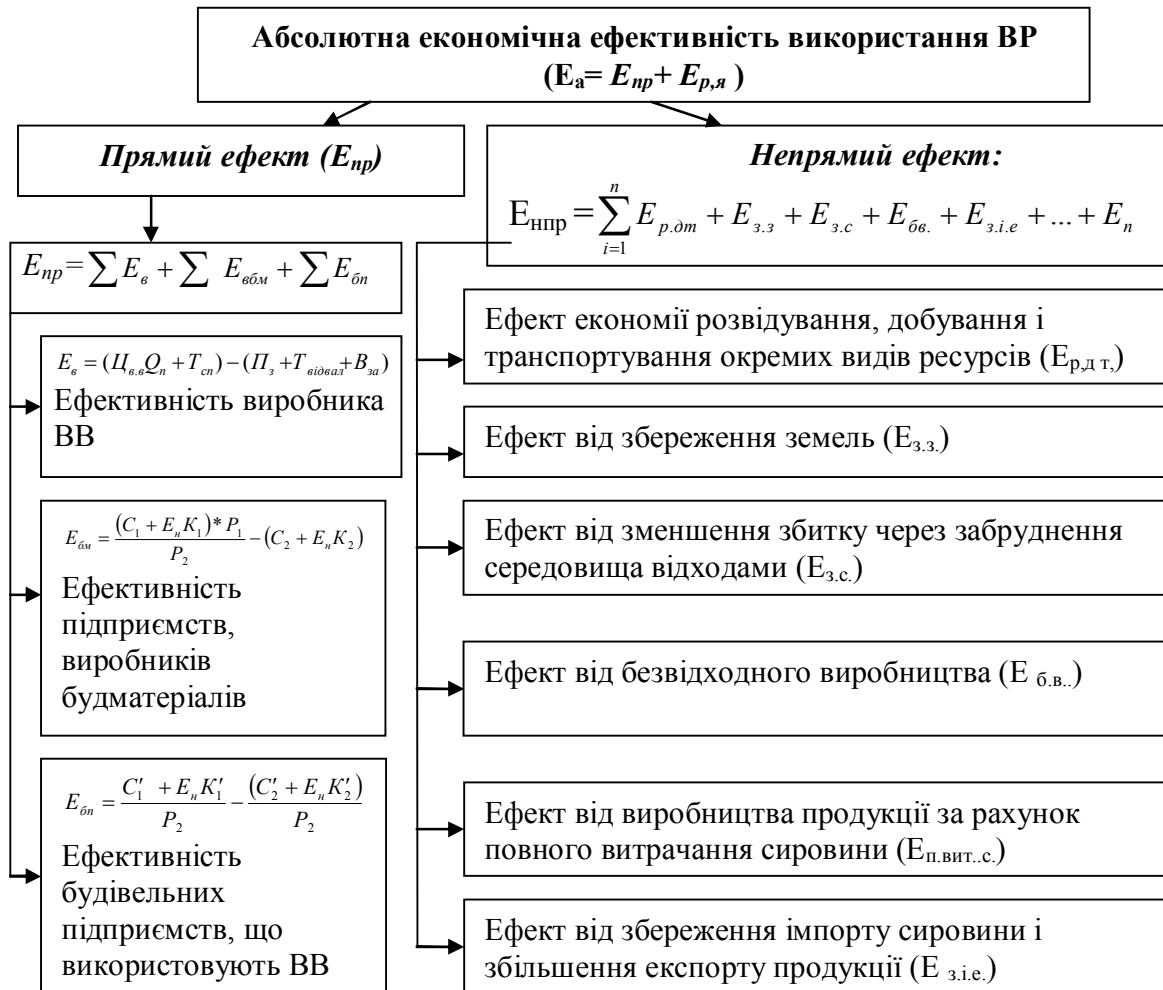 Абсолютна економічна ефективність використання ВР
(Еа= Епр+ Ер,я )
Прямий ефект (Епр)
Непрямий ефект:
Енпр = ∑ⁿᵢ₌₁ Ер.дт + Ез.з + Ез.с + Ебв. + Ез.і.е + ... + Еп
Епр= ∑ Ев + ∑ Евбм + ∑ Ебп
Ев = (Цв.вQп + Тсп) − (Пз + Твідвал+ Вза)
Ефективність виробника
ВВ
Ебм = (С1 + ЕнК1)* Р1 / Р2 − (С2 + ЕнК2)
Ефективність
підприємств,
виробників
будматеріалів
Ебп = С′1 + ЕнК′1 / Р2 − (С′2 + ЕнК′2) / Р2
Ефективність
будівельних
підприємств, що
використовують ВВ
Ефект економії розвідування, добування і
транспортування окремих видів ресурсів (Ер,д т,)
Ефект від збереження земель (Ез.з.)
Ефект від зменшення збитку через забруднення
середовища відходами (Ез.с.)
Ефект від безвідходного виробництва (Е б.в..)
Ефект від виробництва продукції за рахунок
повного витрачання сировини (Еп.вит..с.)
Ефект від збереження імпорту сировини і
збільшення експорту продукції (Е з.і.е.)